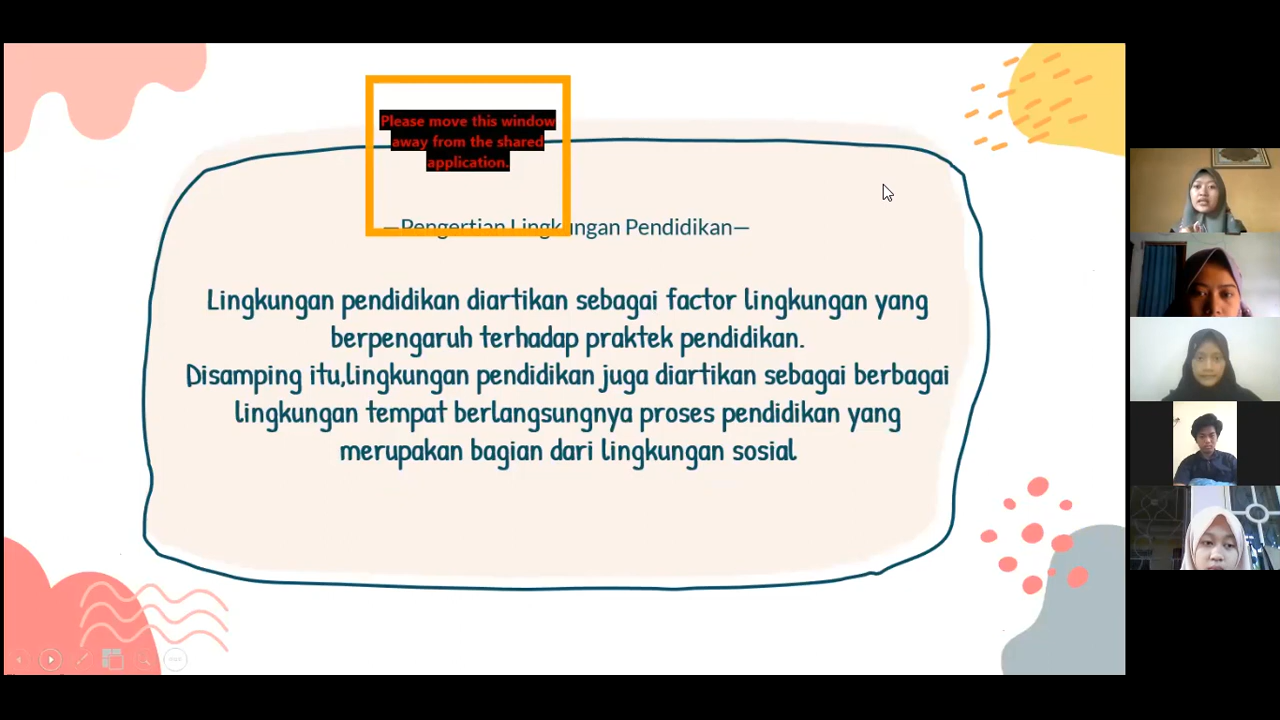 Please move this window
away from the shared
application.
—Pengertian Lingkungan Pendidikan—
Lingkungan pendidikan diartikan sebagai factor lingkungan yang
berpengaruh terhadap praktek pendidikan.
Disamping itu,lingkungan pendidikan juga diartikan sebagai berbagai
lingkungan tempat berlangsungnya proses pendidikan yang
merupakan bagian dari lingkungan sosial